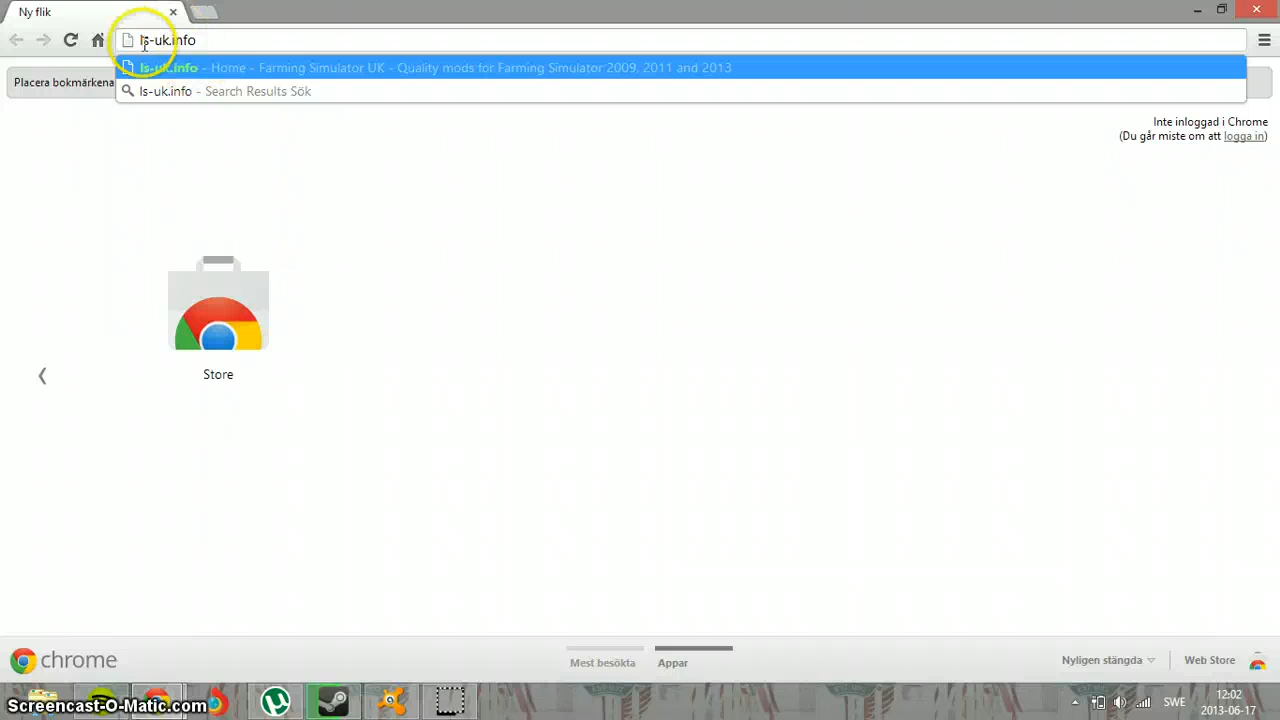 Ny flik
ls-uk.info
ls-uk.info - Home - Farming Simulator UK - Quality mods for Farming Simulator 2009, 2011 and 2013
ls-uk.info - Search Results Sök
Placera bokmärkena
Inte inloggad i Chrome
(Du går miste om att logga in)
Store
chrome
Mest besökta
Appar
Nyligen stängda
Web Store
Screencast-O-Matic.com
SWE
12:02
2013-06-17